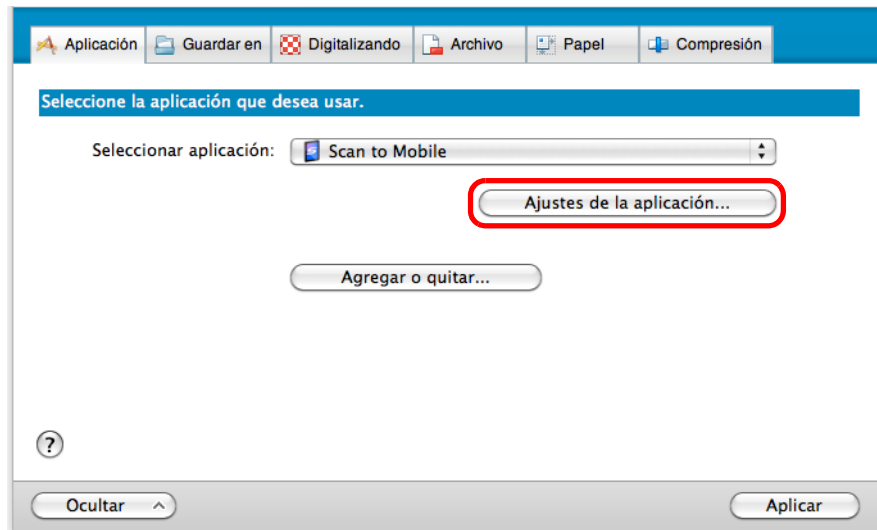 Aplicación Guardar en Digitalizando Archivo Papel Compresión
Seleccione la aplicación que desea usar.
Seleccionar aplicación: Scan to Mobile
Ajustes de la aplicación...
Agregar o quitar...
?
Ocultar Aplicar